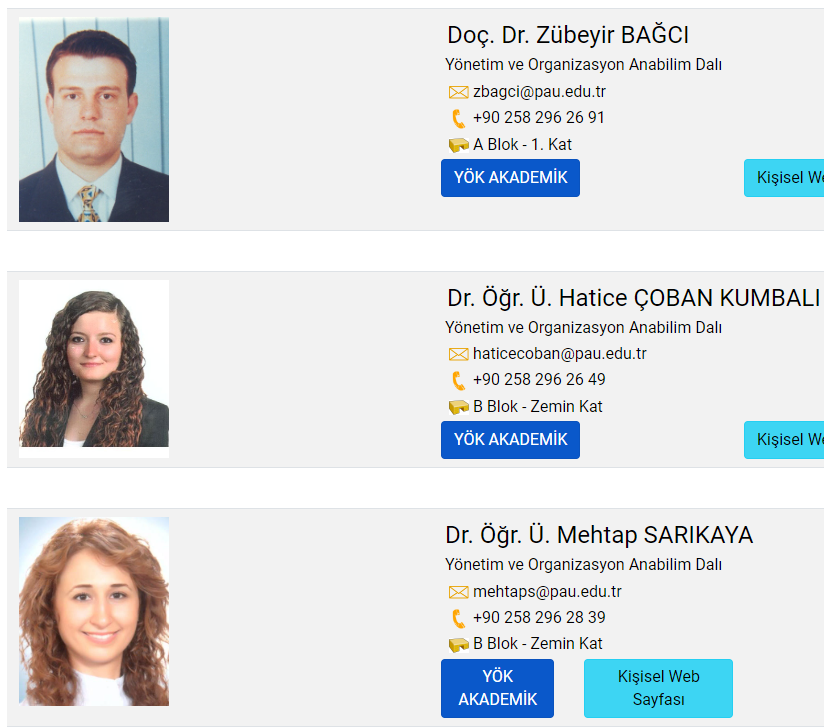 Doç. Dr. Zübeyir BAĞCI
Yönetim ve Organizasyon Anabilim Dalı
zbagci@pau.edu.tr
+90 258 296 26 91
A Blok - 1. Kat
YÖK AKADEMİK
Kişisel We
Dr. Öğr. Ü. Hatice ÇOBAN KUMBALI
Yönetim ve Organizasyon Anabilim Dalı
haticecoban@pau.edu.tr
+90 258 296 26 49
B Blok - Zemin Kat
YÖK AKADEMİK
Kişisel We
Dr. Öğr. Ü. Mehtap SARIKAYA
Yönetim ve Organizasyon Anabilim Dalı
mehtaps@pau.edu.tr
+90 258 296 28 39
B Blok - Zemin Kat
YÖK
AKADEMİK
Kişisel Web
Sayfası